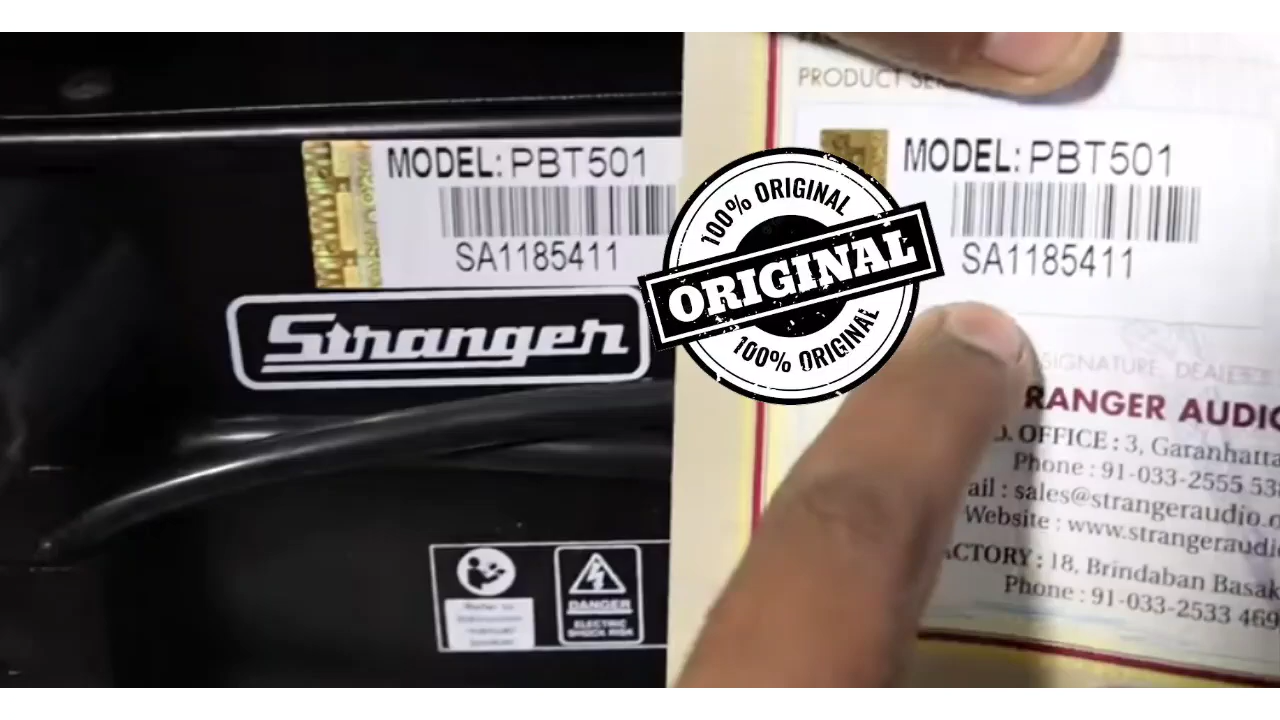 MODEL: PBT501
SA1185411
Stranger
DANGER
ELECTRIC
SHOCK RISK
100% ORIGINAL
ORIGINAL
100% ORIGINAL
PRODUCT
MODEL: PBT501
SA1185411
SIGNATURE, DEALER'S
RANGER AUDIO
OFFICE : 3, Garanhatta
Phone : 91-033-2555 53
ail : sales@strangeraudio.
Website : www.strangeraudi
ACTORY : 18, Brindaban Basak
Phone : 91-033-2533 469